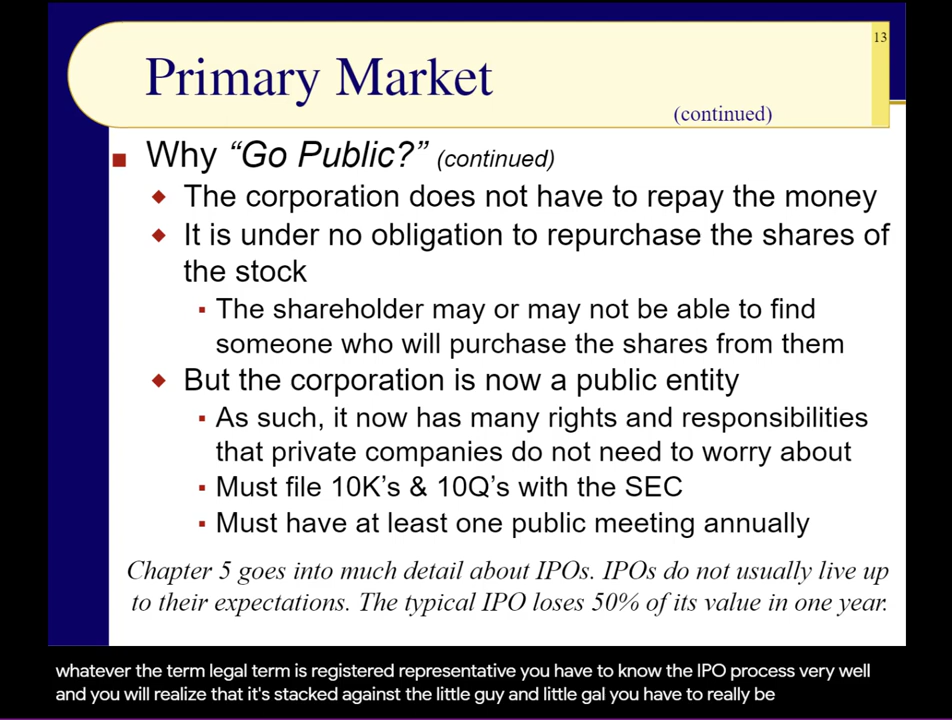 13
Primary Market
(continued)
■ Why “Go Public?” (continued)
◆ The corporation does not have to repay the money
◆ It is under no obligation to repurchase the shares of
the stock
▪ The shareholder may or may not be able to find
someone who will purchase the shares from them
◆ But the corporation is now a public entity
▪ As such, it now has many rights and responsibilities
that private companies do not need to worry about
▪ Must file 10K’s & 10Q’s with the SEC
▪ Must have at least one public meeting annually
Chapter 5 goes into much detail about IPOs. IPOs do not usually live up
to their expectations. The typical IPO loses 50% of its value in one year.
whatever the term legal term is registered representative you have to know the IPO process very well
and you will realize that it's stacked against the little guy and little gal you have to really be